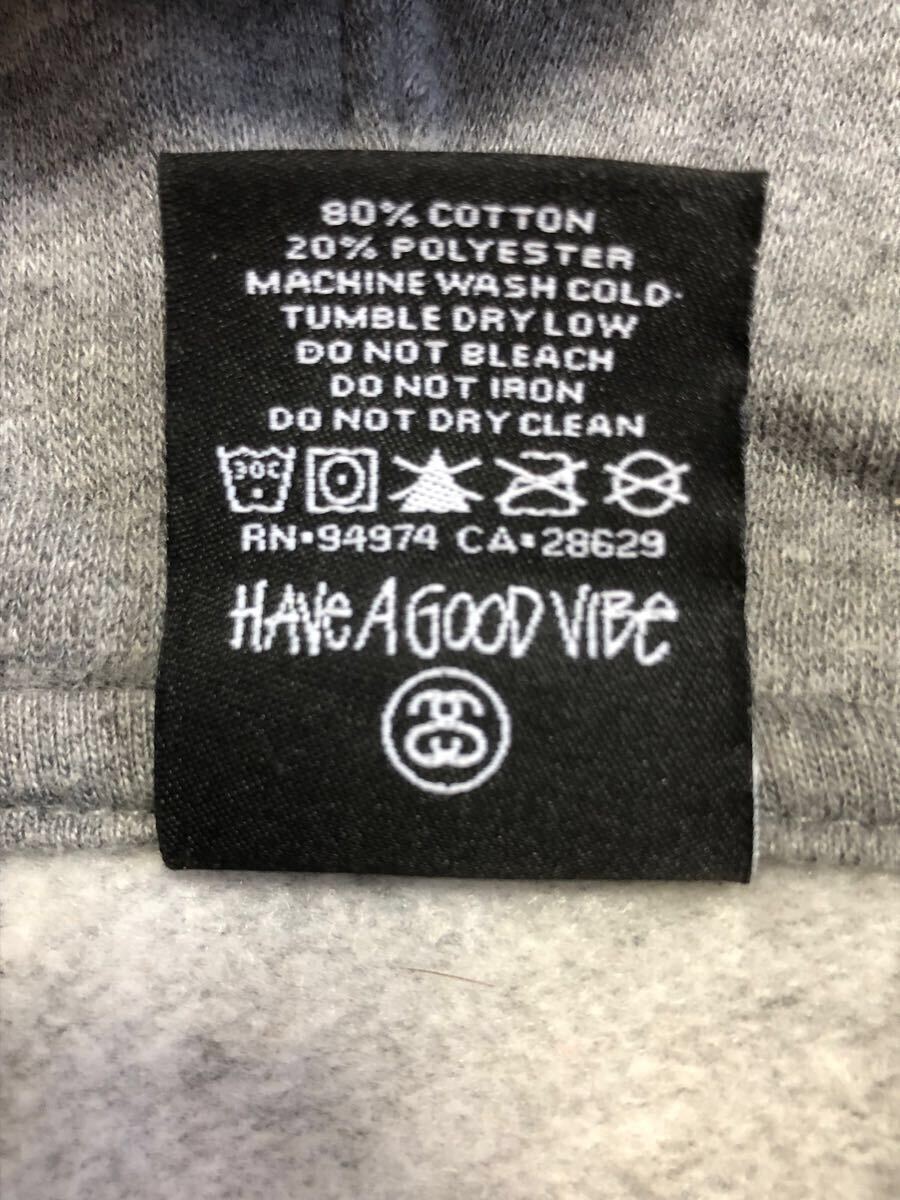 80% COTTON
20% POLYESTER
MACHINE WASH COLD
TUMBLE DRY LOW
DO NOT BLEACH
DO NOT IRON
DO NOT DRY CLEAN
30C
RN▪94974 CA▪28629
HAVe A GOOD VIBe